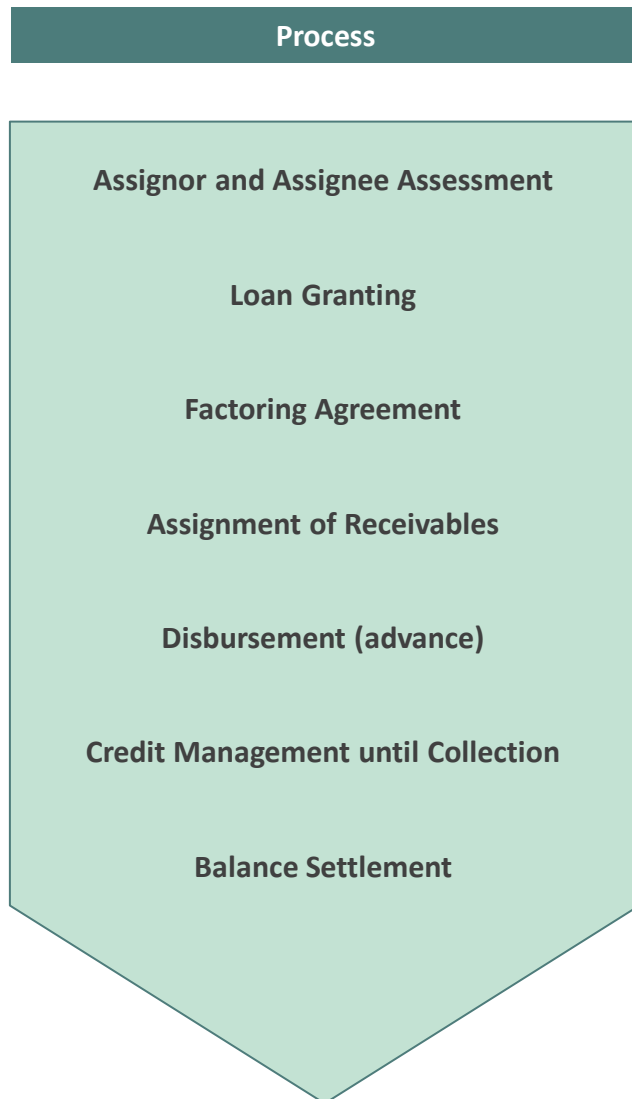 Process
Assignor and Assignee Assessment
Loan Granting
Factoring Agreement
Assignment of Receivables
Disbursement (advance)
Credit Management until Collection
Balance Settlement